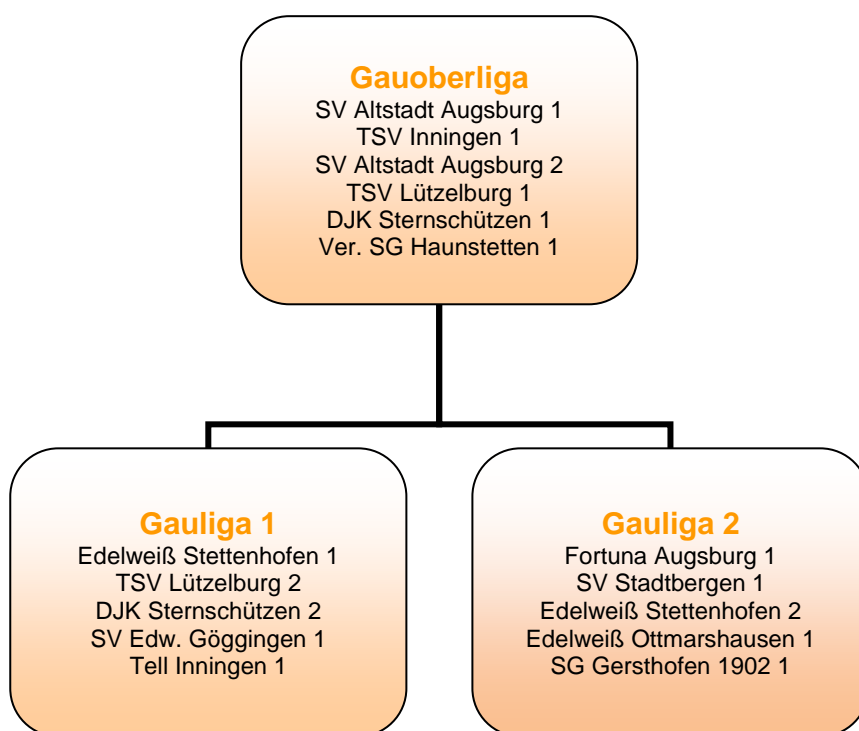 Gauoberliga
SV Altstadt Augsburg 1
TSV Inningen 1
SV Altstadt Augsburg 2
TSV Lützelburg 1
DJK Sternschützen 1
Ver. SG Haunstetten 1
Gauliga 1
Edelweiß Stettenhofen 1
TSV Lützelburg 2
DJK Sternschützen 2
SV Edw. Göggingen 1
Tell Inningen 1
Gauliga 2
Fortuna Augsburg 1
SV Stadtbergen 1
Edelweiß Stettenhofen 2
Edelweiß Ottmarshausen 1
SG Gersthofen 1902 1